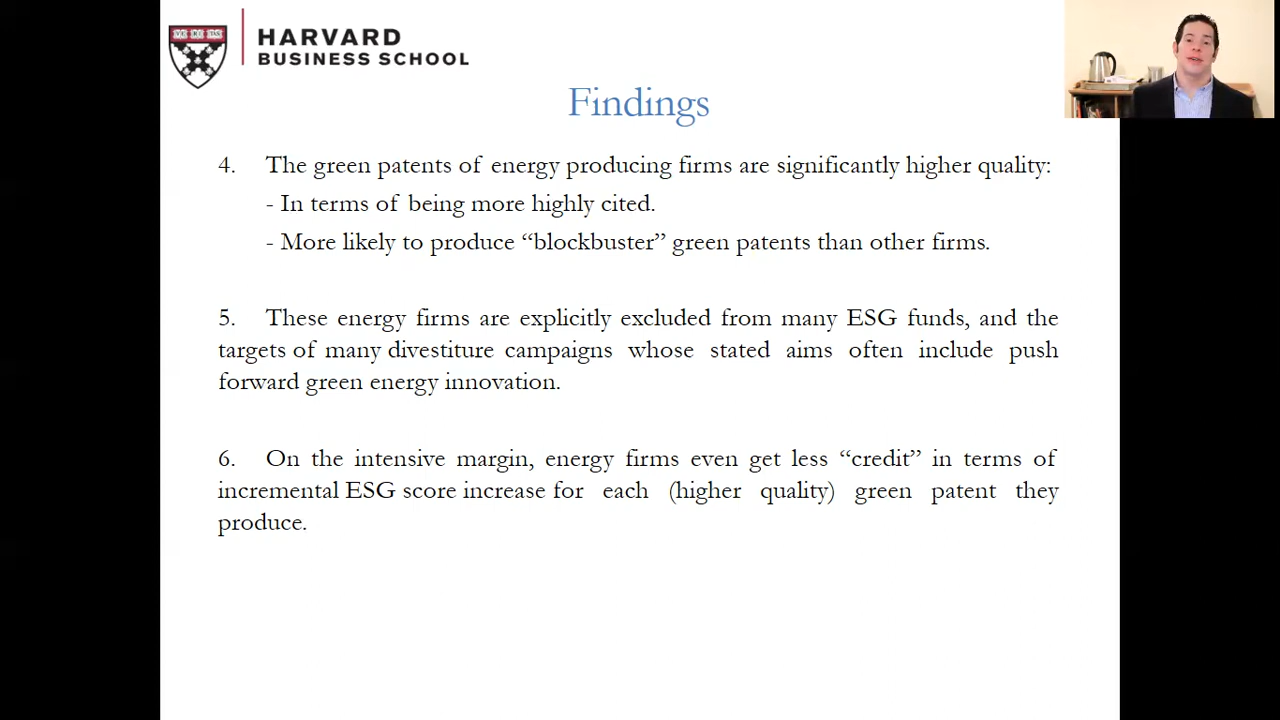 HARVARD
BUSINESS SCHOOL
Findings
4. The green patents of energy producing firms are significantly higher quality:
- In terms of being more highly cited.
- More likely to produce “blockbuster” green patents than other firms.
5. These energy firms are explicitly excluded from many ESG funds, and the
targets of many divestiture campaigns whose stated aims often include push
forward green energy innovation.
6. On the intensive margin, energy firms even get less “credit” in terms of
incremental ESG score increase for each (higher quality) green patent they
produce.